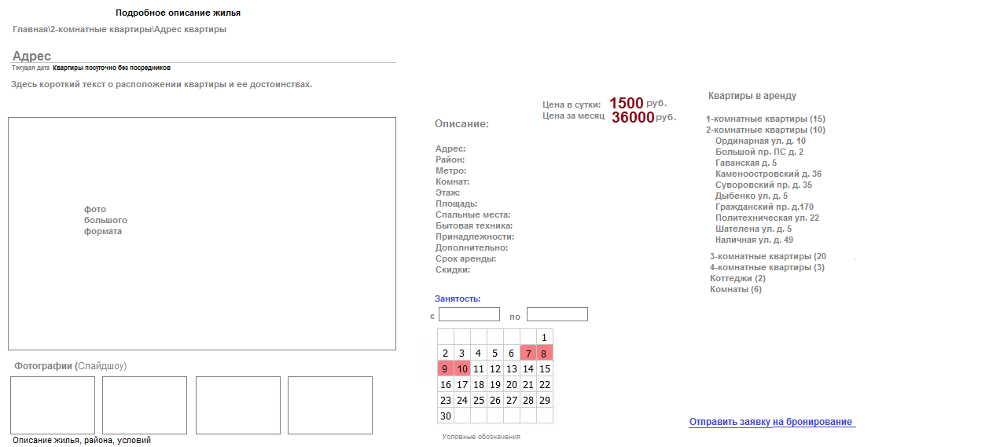 Подробное описание жилья
Главная\2-комнатные квартиры\Адрес квартиры
Адрес
Текущая дата Квартиры посуточно без посредников
Здесь короткий текст о расположении квартиры и ее достоинствах.
фото
большого
формата
Фотографии (Слайдшоу)
Описание жилья, района, условий
Цена в сутки: 1500 руб.
Цена за месяц 36000 руб.
Описание:
Адрес:
Район:
Метро:
Комнат:
Этаж:
Площадь:
Спальные места:
Бытовая техника:
Принадлежности:
Дополнительно:
Срок аренды:
Скидки:
Занятость:
с по
1
2 3 4 5 6 7 8
9 10 11 12 13 14 15
16 17 18 19 20 21 22
23 24 25 26 27 28 29
30
Условные обозначения
Квартиры в аренду
1-комнатные квартиры (15)
2-комнатные квартиры (10)
Ординарная ул. д. 10
Большой пр. ПС д. 2
Гаванская д. 5
Каменоостровский д. 36
Суворовский пр. д. 35
Дыбенко ул. д. 5
Гражданский пр. д.170
Политехническая ул. 22
Шателена ул. д. 5
Наличная ул. д. 49
3-комнатные квартиры (20
4-комнатные квартиры (3)
Коттеджи (2)
Комнаты (6)
Отправить заявку на бронирование